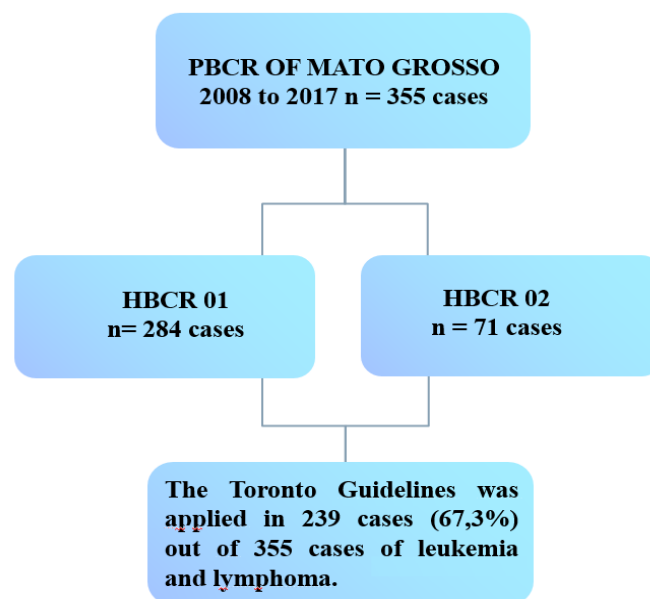 PBCR OF MATO GROSSO
2008 to 2017 n = 355 cases
HBCR 01
n= 284 cases
HBCR 02
n = 71 cases
The Toronto Guidelines was
applied in 239 cases (67,3%)
out of 355 cases of leukemia
and lymphoma.